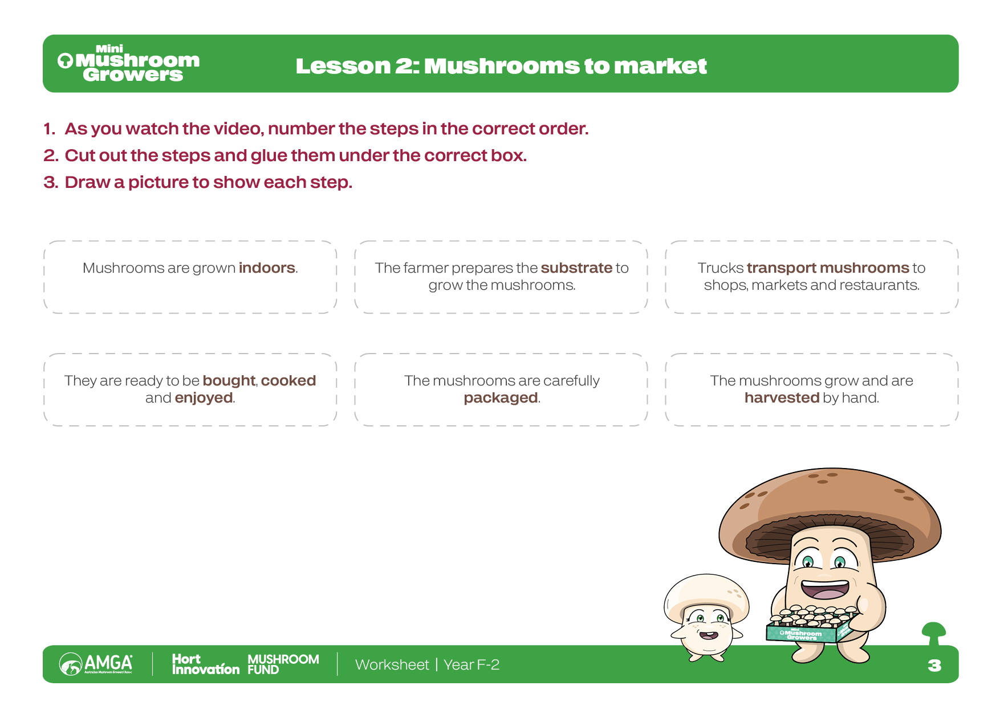 Mini
Mushroom
Growers
Lesson 2: Mushrooms to market
1. As you watch the video, number the steps in the correct order.
2. Cut out the steps and glue them under the correct box.
3. Draw a picture to show each step.
Mushrooms are grown indoors.
The farmer prepares the substrate to
grow the mushrooms.
Trucks transport mushrooms to
shops, markets and restaurants.
They are ready to be bought, cooked
and enjoyed.
The mushrooms are carefully
packaged.
The mushrooms grow and are
harvested by hand.
Mini
Mushroom
Growers
AMGA
Australian Mushroom Growers' Assoc
Hort
Innovation
MUSHROOM
FUND
Worksheet | Year F-2
3